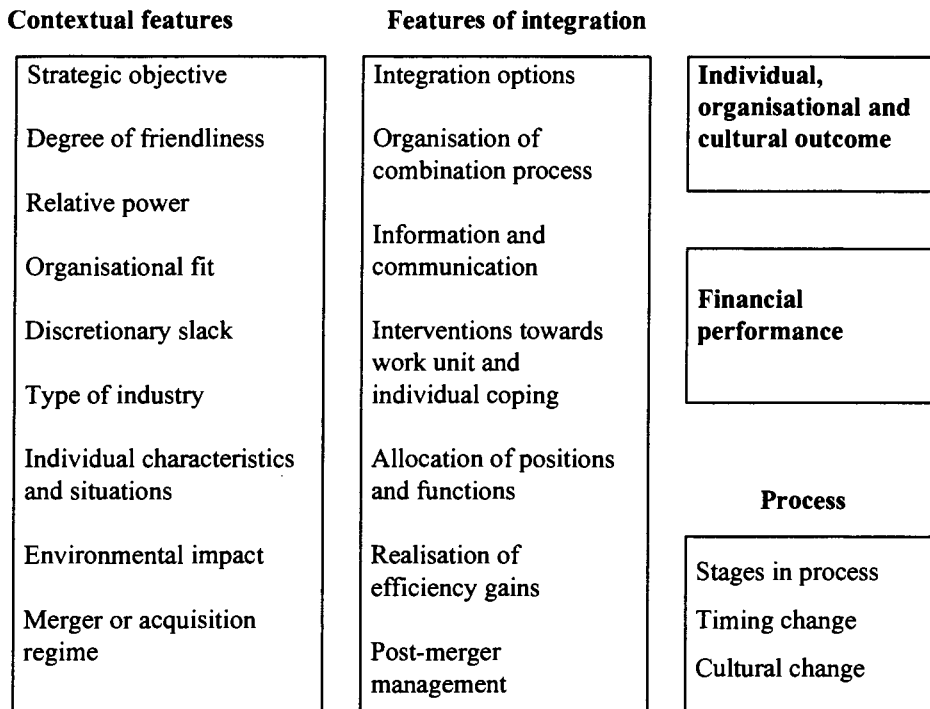 Contextual features
Strategic objective
Degree of friendliness
Relative power
Organisational fit
Discretionary slack
Type of industry
Individual characteristics
and situations
Environmental impact
Merger or acquisition
regime
Features of integration
Integration options
Organisation of
combination process
Information and
communication
Interventions towards
work unit and
individual coping
Allocation of positions
and functions
Realisation of
efficiency gains
Post-merger
management
Individual,
organisational and
cultural outcome
Financial
performance
Process
Stages in process
Timing change
Cultural change